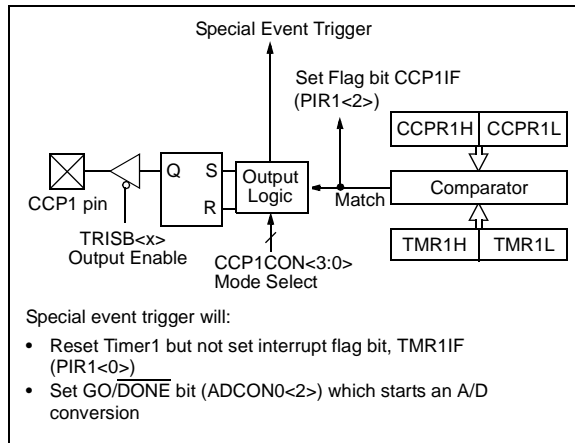 Special Event Trigger
Set Flag bit CCP1IF
(PIR1<2>)
CCPR1H CCPR1L
Q S Output
Logic
R
Match
Comparator
CCP1 pin
TRISB<x>
Output Enable
CCP1CON<3:0>
Mode Select
TMR1H TMR1L
Special event trigger will:
• Reset Timer1 but not set interrupt flag bit, TMR1IF
(PIR1<0>)
• Set GO/DONE bit (ADCON0<2>) which starts an A/D
conversion